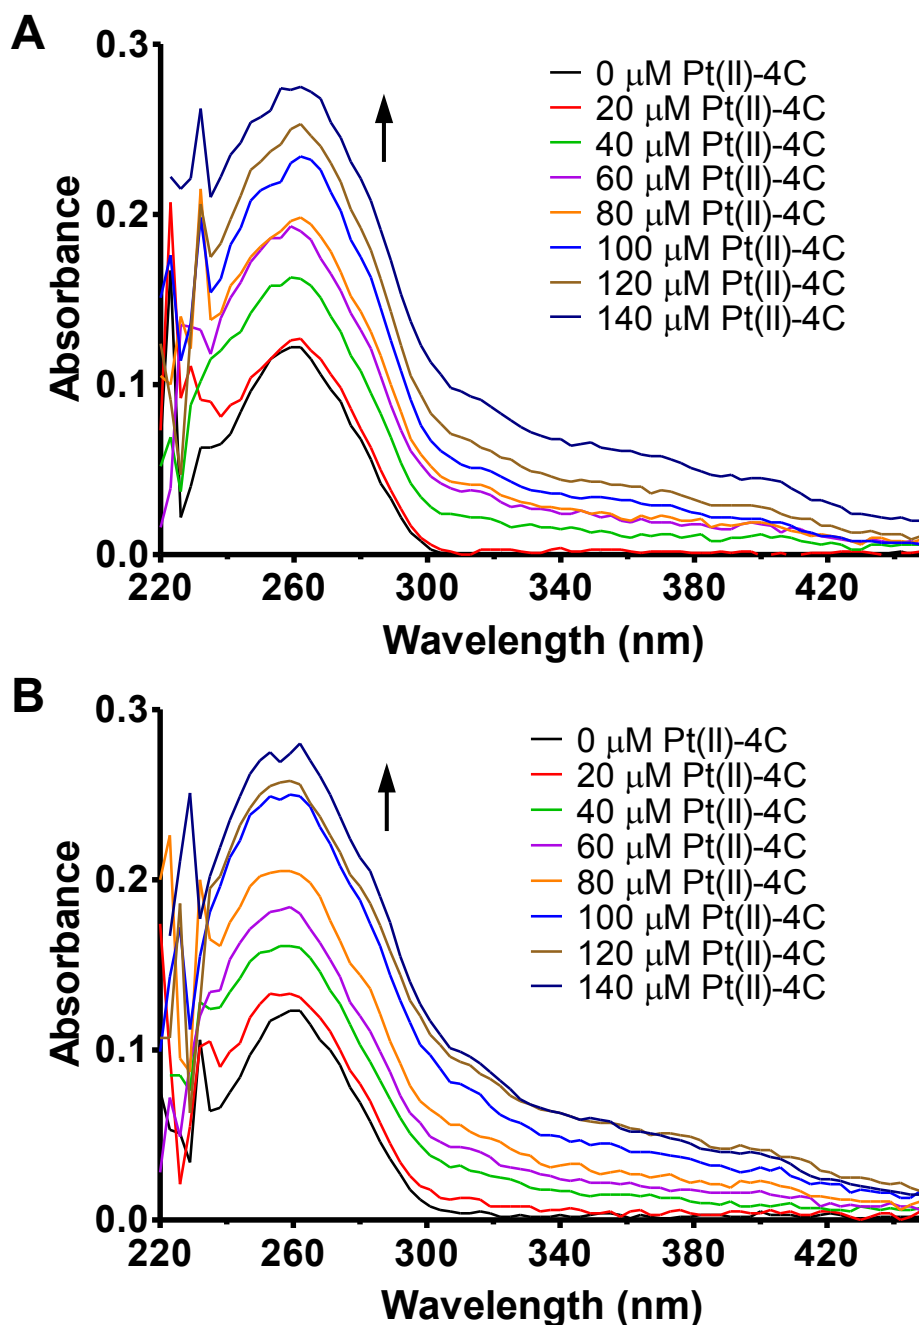 A
0.3
0 μM Pt(II)-4C
20 μM Pt(II)-4C
40 μM Pt(II)-4C
60 μM Pt(II)-4C
80 μM Pt(II)-4C
100 μM Pt(II)-4C
120 μM Pt(II)-4C
140 μM Pt(II)-4C
0.2
0.1
0.0
Absorbance
220 260 300 340 380 420
Wavelength (nm)
B
0.3
0 μM Pt(II)-4C
20 μM Pt(II)-4C
40 μM Pt(II)-4C
60 μM Pt(II)-4C
80 μM Pt(II)-4C
100 μM Pt(II)-4C
120 μM Pt(II)-4C
140 μM Pt(II)-4C
0.2
0.1
0.0
Absorbance
220 260 300 340 380 420
Wavelength (nm)